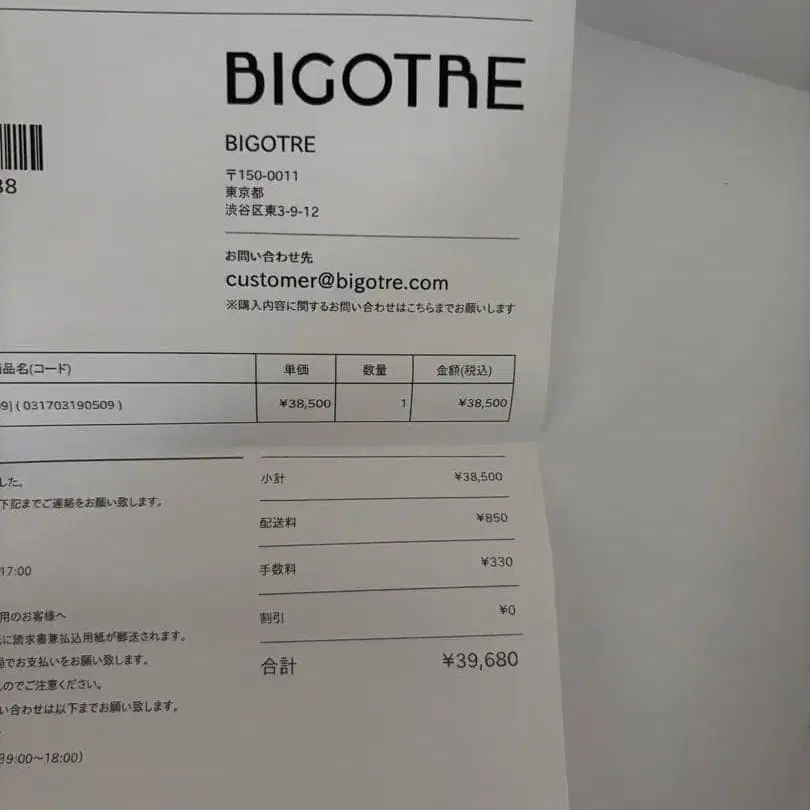 BIGOTRE
BIGOTRE
〒150-0011
東京都
渋谷区東3-9-12
38
お問い合わせ先
customer@bigotre.com
※購入内容に関するお問い合わせはこちらまでお願いします
品名(コード) 単価 数量 金額(税込)
9] ( 031703190509 ) ¥38,500 1 ¥38,500
した。
下記までご連絡をお願い致します。
17:00
用のお客様へ
に請求書兼払込用紙が郵送されます。
でお支払いをお願い致します。
のでご注意ください。
い合わせは以下までお願い致します。
9:00～18:00)
小計 ¥38,500
配送料 ¥850
手数料 ¥330
割引 ¥0
合計 ¥39,680